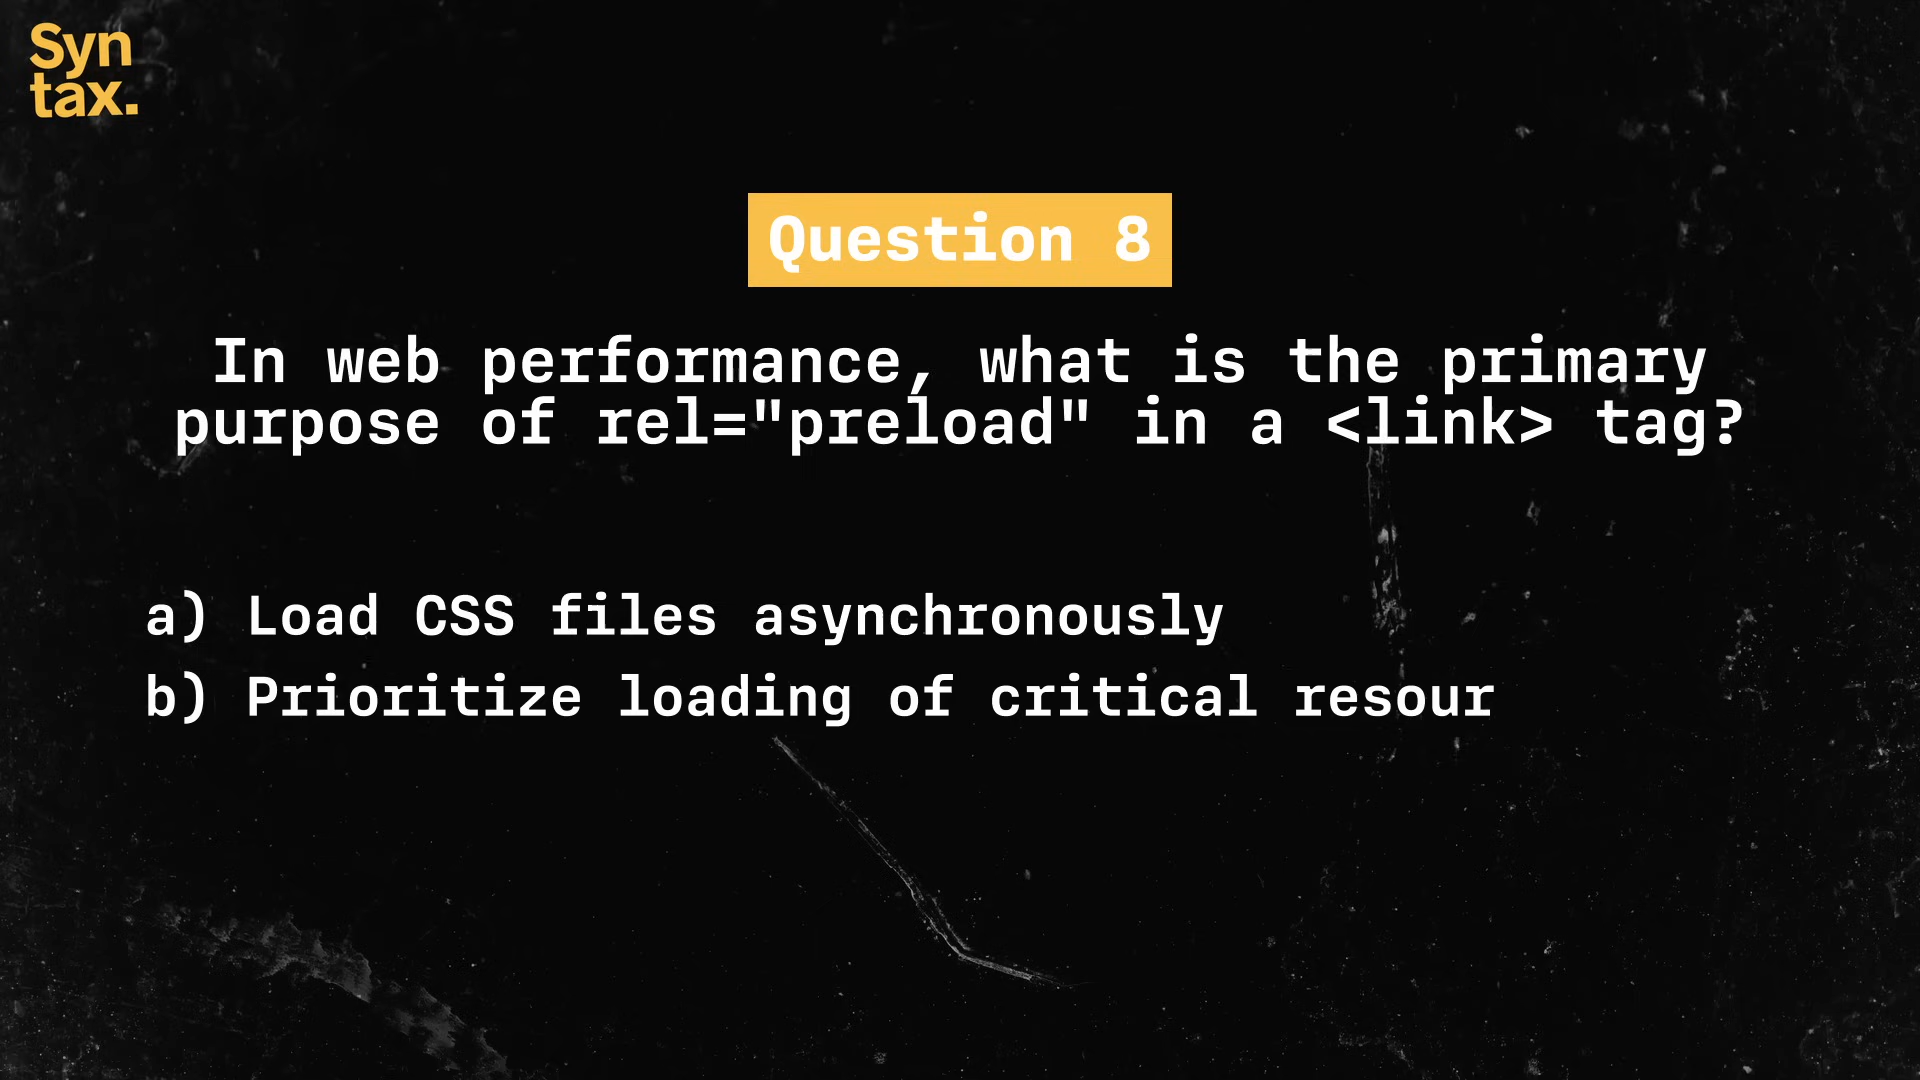 Syn
tax.
Question 8
In web performance, what is the primary
purpose of rel="preload" in a <link> tag?
a) Load CSS files asynchronously
b) Prioritize loading of critical resour